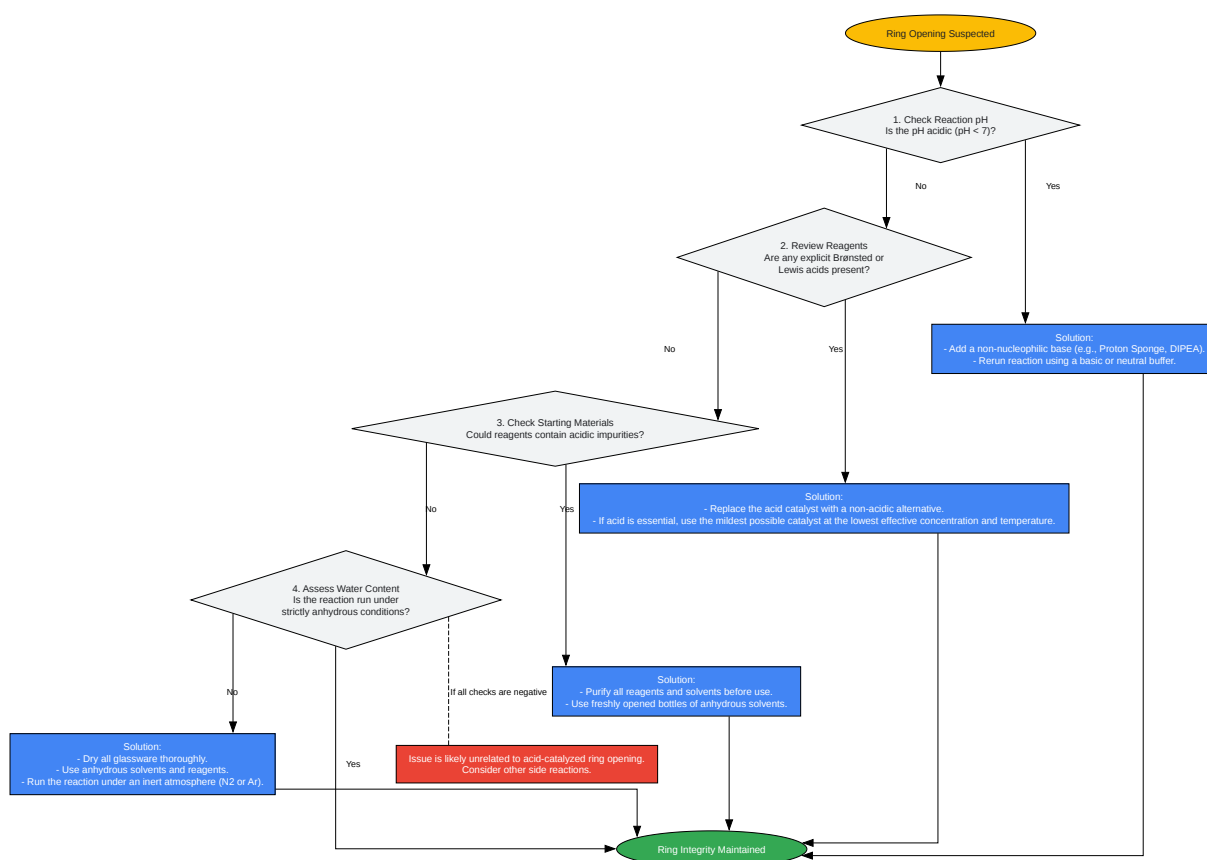 Ring Opening Suspected
1. Check Reaction pH
Is the pH acidic (pH < 7)?
No
Yes
2. Review Reagents
Are any explicit Brønsted or
Lewis acids present?
No
Yes
Solution:
- Add a non-nucleophilic base (e.g., Proton Sponge, DIPEA).
- Rerun reaction using a basic or neutral buffer.
3. Check Starting Materials
Could reagents contain acidic impurities?
No
Yes
Solution:
- Replace the acid catalyst with a non-acidic alternative.
- If acid is essential, use the mildest possible catalyst at the lowest effective concentration and temperature.
4. Assess Water Content
Is the reaction run under
strictly anhydrous conditions?
No
If all checks are negative
Solution:
- Purify all reagents and solvents before use.
- Use freshly opened bottles of anhydrous solvents.
Solution:
- Dry all glassware thoroughly.
- Use anhydrous solvents and reagents.
- Run the reaction under an inert atmosphere (N2 or Ar).
Yes
Issue is likely unrelated to acid-catalyzed ring opening.
Consider other side reactions.
Ring Integrity Maintained